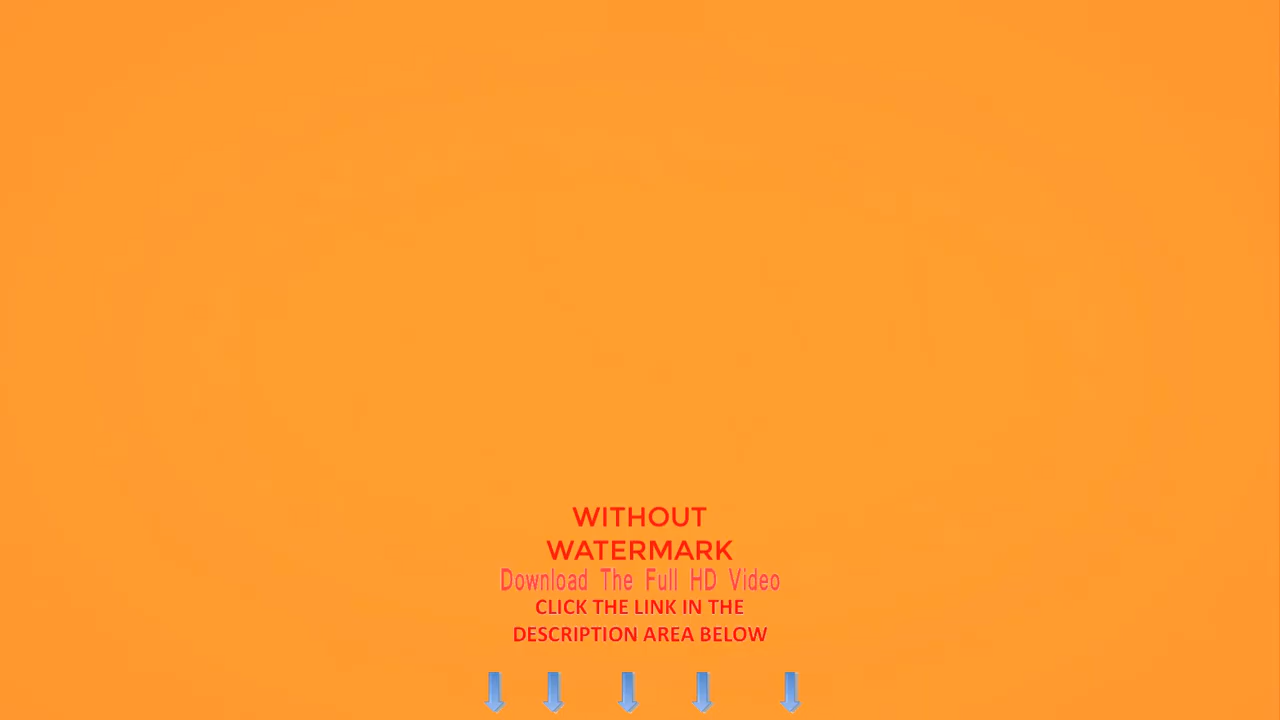 WITHOUT
WATERMARK
Download The Full HD Video
CLICK THE LINK IN THE
DESCRIPTION AREA BELOW